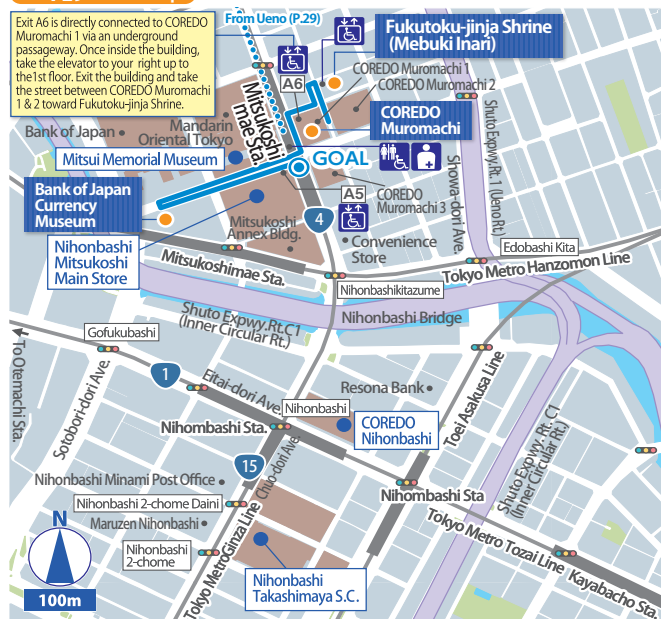 Exit A6 is directly connected to COREDO
Muromachi 1 via an underground
passageway. Once inside the building,
take the elevator to your right up to
the1st floor. Exit the building and take
the street between COREDO Muromachi
1 & 2 toward Fukutoku-jinja Shrine.
From Ueno (P.29)
Fukutoku-jinja Shrine
(Mebuki Inari)
COREDO Muromachi 1
COREDO Muromachi 2
A6
Mitsukoshi
mae Sta.
Bank of Japan
Mandarin
Oriental Tokyo
COREDO
Muromachi
Mitsui Memorial Museum
GOAL
Shuto Expwy. Rt. 1 (Ueno Rt.)
Showa-dori Ave.
Bank of Japan
Currency
Museum
A5
COREDO
Muromachi 3
4
Mitsukoshi
Annex Bldg.
Nihonbashi
Mitsukoshi
Main Store
Convenience
Store
Mitsukoshimae Sta.
Edobashi Kita
Tokyo Metro Hanzomon Line
Nihonbashikitazume
Shuto Expwy.Rt.C1
(Inner Circular Rt.)
Nihonbashi Bridge
Gofukubashi
To Otemachi Sta.
1
Eitai-dori Ave.
Sotobori-dori Ave.
Resona Bank
Toei Asakusa Line
Nihonbashi
COREDO
Nihonbashi
Nihombashi Sta.
Shuto Expwy. Rt. C1
(Inner Circular Rt.)
15
Chuo-dori Ave.
Nihonbashi Minami Post Office
Nihombashi Sta
Nihonbashi 2-chome Daini
Maruzen Nihonbashi
Tokyo Metro Tozai Line
Kayabacho Sta.
N
Nihonbashi
2-chome
Tokyo MetroGinza Line
Nihonbashi
Takashimaya S.C.
100m